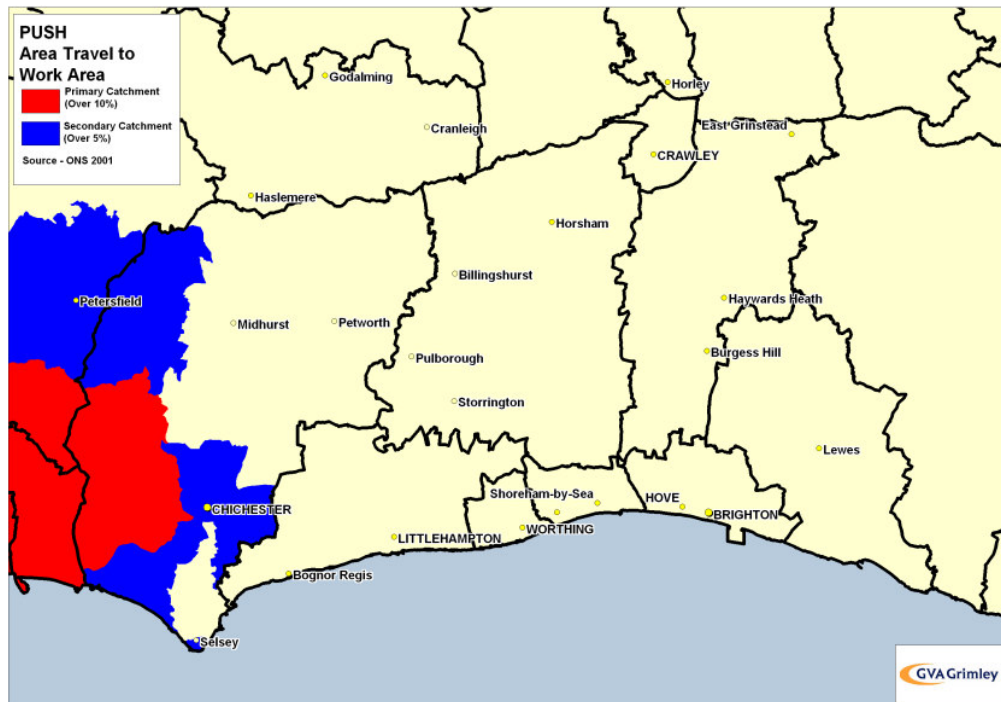 PUSH
Area Travel to
Work Area
Primary Catchment
(Over 10%)
Secondary Catchment
(Over 5%)
Source - ONS 2001
Godalming
Horley
Cranleigh
East Grinstead
CRAWLEY
Haslemere
Horsham
Billingshurst
Petersfield
Haywards Heath
Midhurst
Petworth
Burgess Hill
Pulborough
Storrington
Lewes
Shoreham-by-Sea
HOVE
CHICHESTER
BRIGHTON
WORTHING
LITTLEHAMPTON
Bognor Regis
Selsey
GVAGrimley